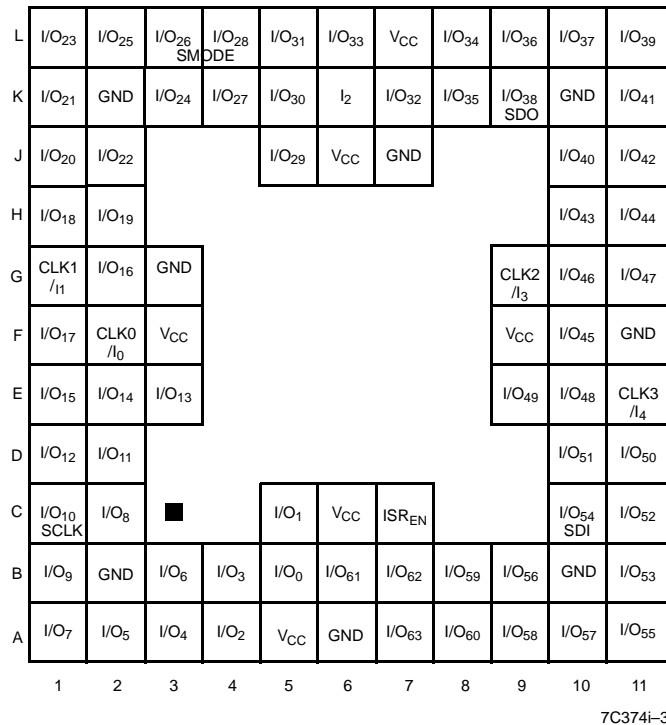 L I/O23 I/O25 I/O26 I/O28 I/O31 I/O33 VCC I/O34 I/O36 I/O37 I/O39
SMODE
K I/O21 GND I/O24 I/O27 I/O30 I2 I/O32 I/O35 I/O38 GND I/O41
SDO
J I/O20 I/O22 I/O29 VCC GND I/O40 I/O42
H I/O18 I/O19 I/O43 I/O44
G CLK1 I/O16 GND CLK2 I/O46 I/O47
/I1 /I3
F I/O17 CLK0 VCC VCC I/O45 GND
/I0
E I/O15 I/O14 I/O13 I/O49 I/O48 CLK3
/I4
D I/O12 I/O11 I/O51 I/O50
C I/O10 I/O8 I/O1 VCC ISREN I/O54 I/O52
SCLK SDI
B I/O9 GND I/O6 I/O3 I/O0 I/O61 I/O62 I/O59 I/O56 GND I/O53
A I/O7 I/O5 I/O4 I/O2 VCC GND I/O63 I/O60 I/O58 I/O57 I/O55
1 2 3 4 5 6 7 8 9 10 11
7C374i–3